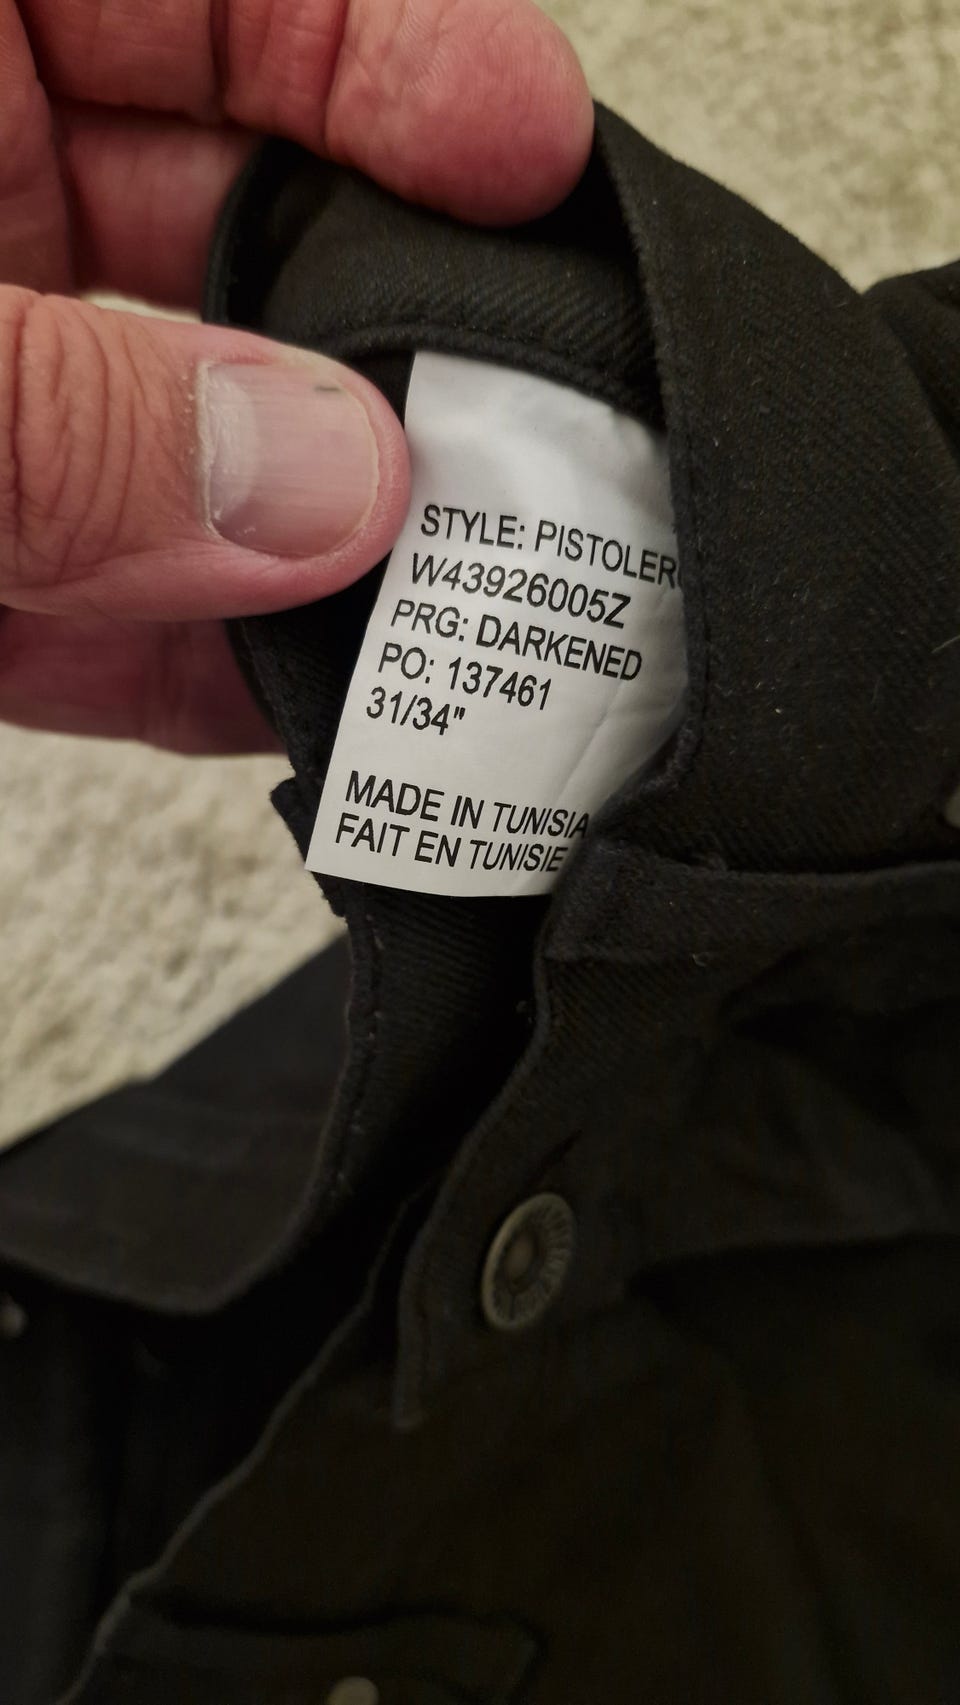 STYLE: PISTOLER
W43926005Z
PRG: DARKENED
PO: 137461
31/34"
MADE IN TUNISIA
FAIT EN TUNISIE